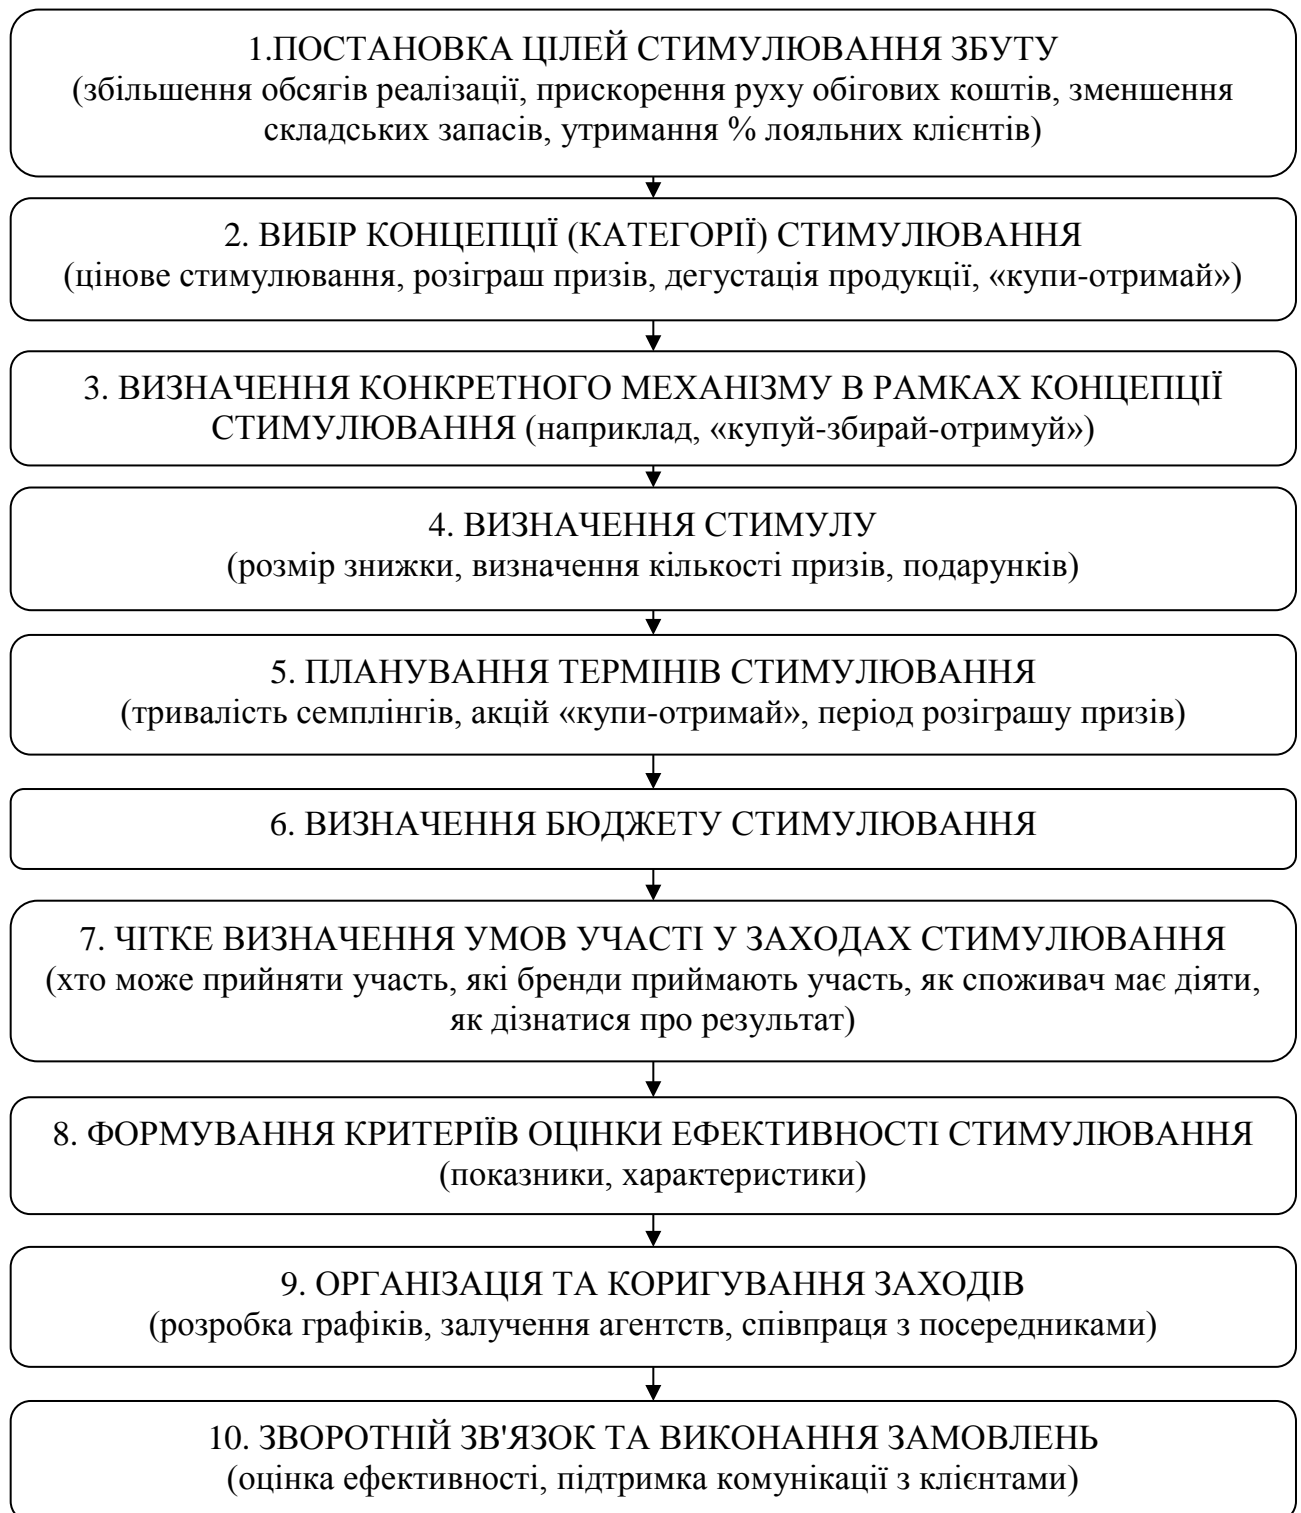 1.ПОСТАНОВКА ЦІЛЕЙ СТИМУЛЮВАННЯ ЗБУТУ
(збільшення обсягів реалізації, прискорення руху обігових коштів, зменшення
складських запасів, утримання % лояльних клієнтів)
2. ВИБІР КОНЦЕПЦІЇ (КАТЕГОРІЇ) СТИМУЛЮВАННЯ
(цінове стимулювання, розіграш призів, дегустація продукції, «купи-отримай»)
3. ВИЗНАЧЕННЯ КОНКРЕТНОГО МЕХАНІЗМУ В РАМКАХ КОНЦЕПЦІЇ
СТИМУЛЮВАННЯ (наприклад, «купуй-збирай-отримуй»)
4. ВИЗНАЧЕННЯ СТИМУЛУ
(розмір знижки, визначення кількості призів, подарунків)
5. ПЛАНУВАННЯ ТЕРМІНІВ СТИМУЛЮВАННЯ
(тривалість семплінгів, акцій «купи-отримай», період розіграшу призів)
6. ВИЗНАЧЕННЯ БЮДЖЕТУ СТИМУЛЮВАННЯ
7. ЧІТКЕ ВИЗНАЧЕННЯ УМОВ УЧАСТІ У ЗАХОДАХ СТИМУЛЮВАННЯ
(хто може прийняти участь, які бренди приймають участь, як споживач має діяти,
як дізнатися про результат)
8. ФОРМУВАННЯ КРИТЕРІЇВ ОЦІНКИ ЕФЕКТИВНОСТІ СТИМУЛЮВАННЯ
(показники, характеристики)
9. ОРГАНІЗАЦІЯ ТА КОРИГУВАННЯ ЗАХОДІВ
(розробка графіків, залучення агентств, співпраця з посередниками)
10. ЗВОРОТНІЙ ЗВ'ЯЗОК ТА ВИКОНАННЯ ЗАМОВЛЕНЬ
(оцінка ефективності, підтримка комунікації з клієнтами)